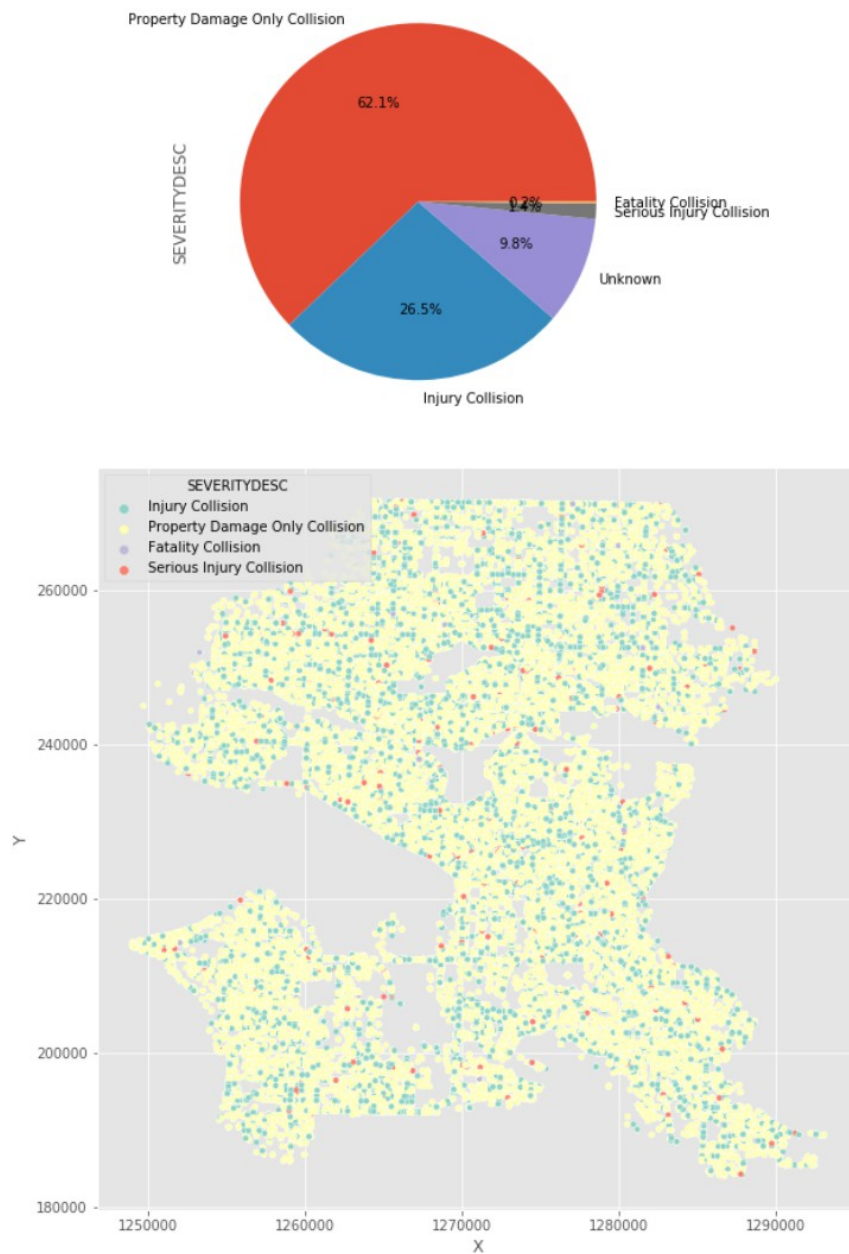 Property Damage Only Collision
62.1%
SEVERITYDESC
0.2%
1.4%
Fatality Collision
Serious Injury Collision
9.8%
Unknown
26.5%
Injury Collision
SEVERITYDESC
Injury Collision
Property Damage Only Collision
Fatality Collision
Serious Injury Collision
260000
240000
Y
220000
200000
180000
1250000
1260000
1270000
1280000
1290000
X